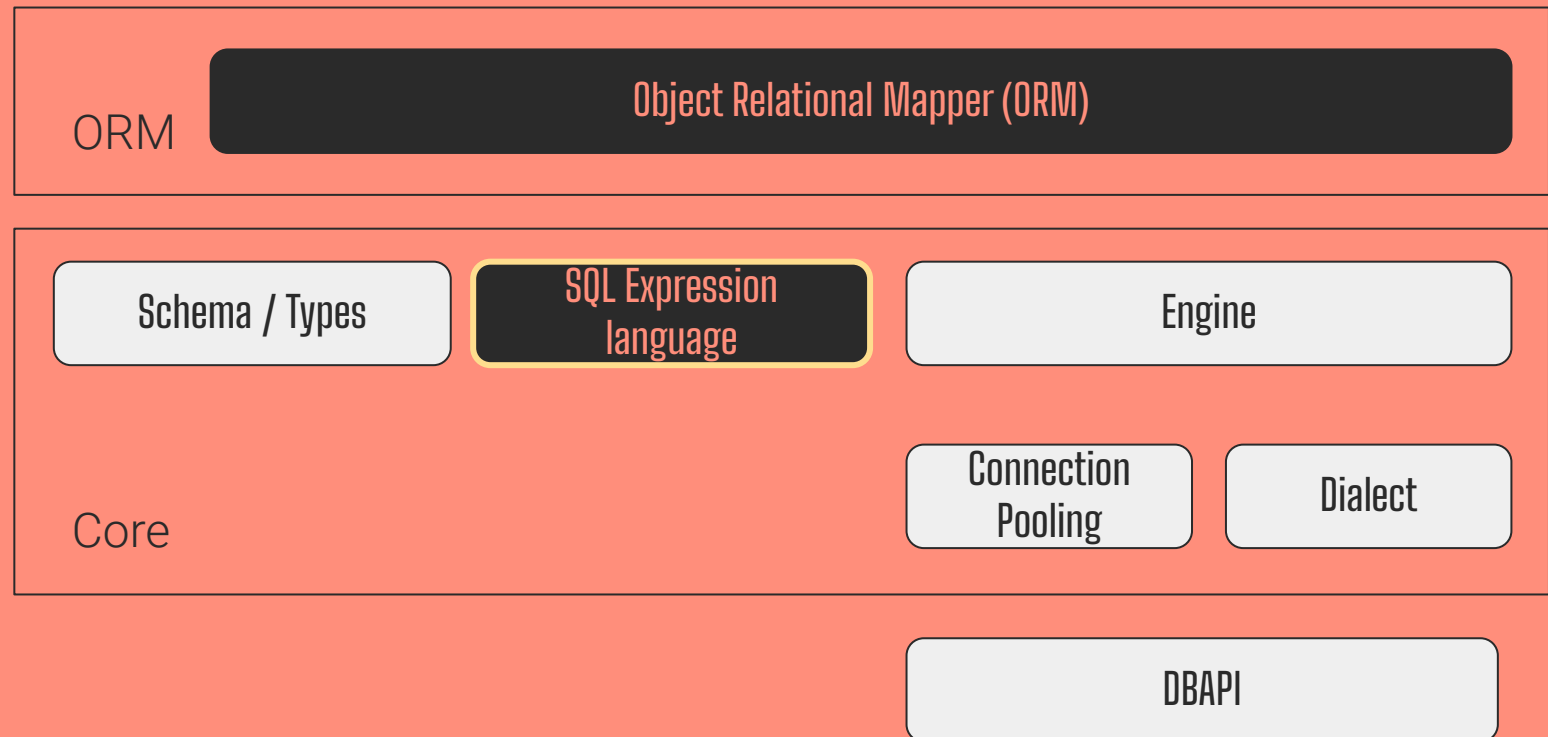 ORM
Object Relational Mapper (ORM)
Schema / Types
SQL Expression
language
Engine
Connection
Pooling
Dialect
Core
DBAPI